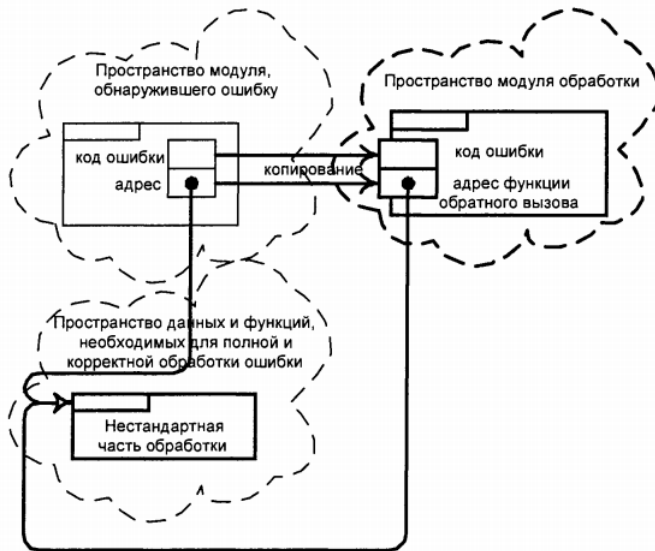 Пространство модуля,
обнаружившего ошибку
Пространство модуля обработки
код ошибки
адрес
копирование
код ошибки
адрес функции
обратного вызова
Пространство данных и функций,
необходимых для полной и
корректной обработки ошибки
Нестандартная
часть обработки